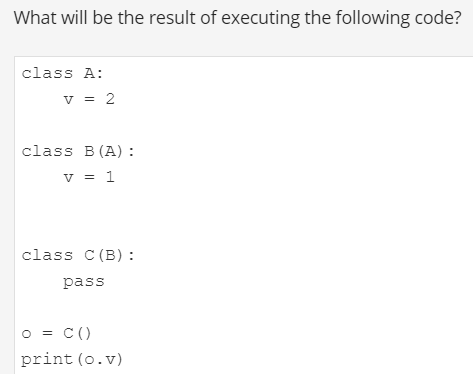 What will be the result of executing the following code?
class A:
    v = 2
class B(A):
    v = 1
class C(B):
    pass
o = C()
print(o.v)